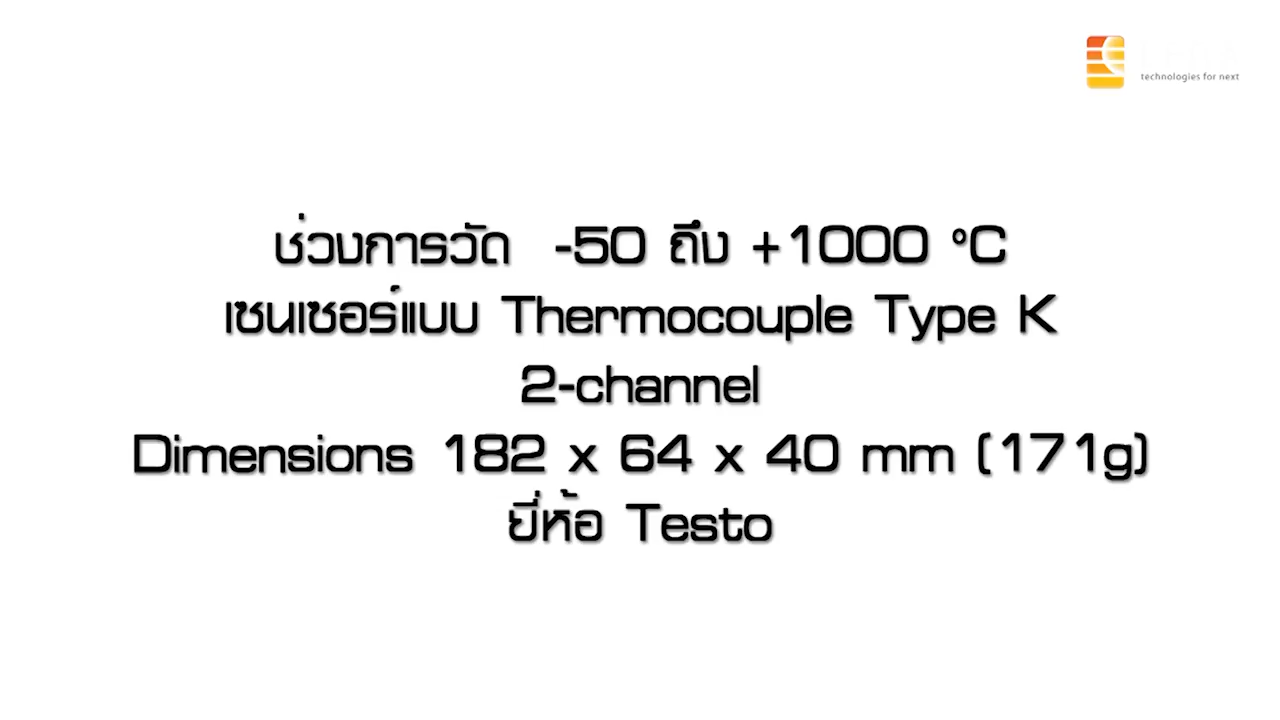 technologies for next
ช่วงการวัด -50 ถึง +1000 °C
เซนเซอร์แบบ Thermocouple Type K
2-channel
Dimensions 182 x 64 x 40 mm (171g)
ยี่ห้อ Testo